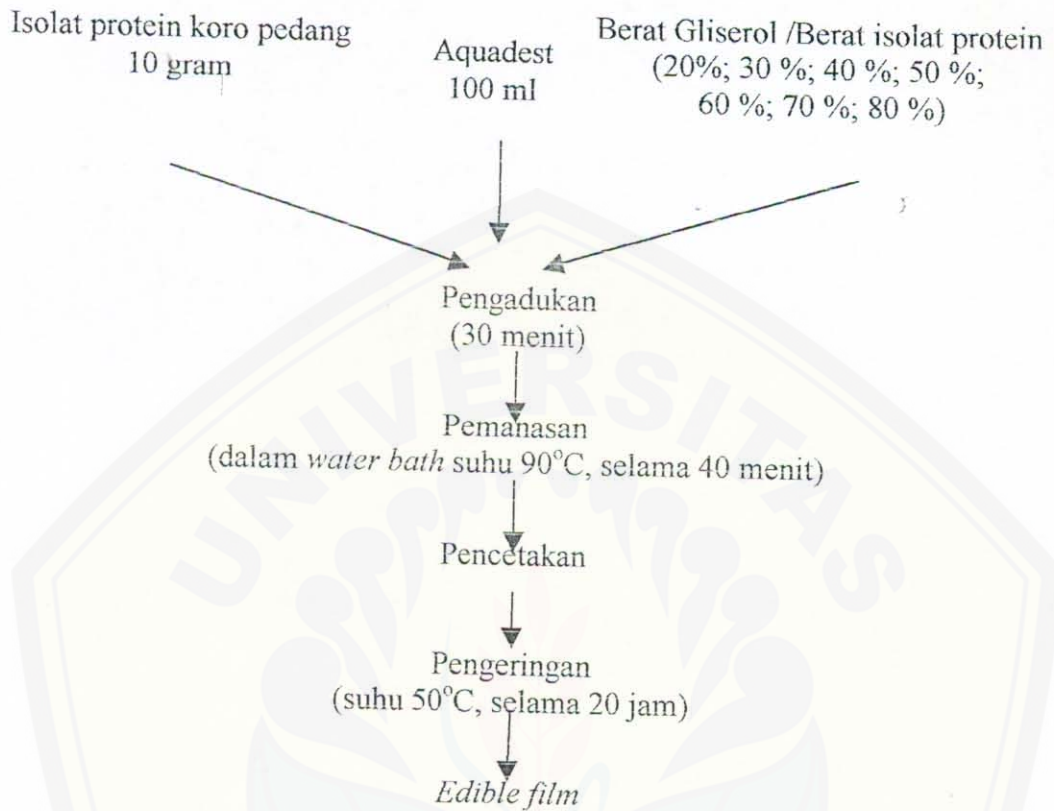 Isolat protein koro pedang
10 gram
Aquadest
100 ml
Berat Gliserol /Berat isolat protein
(20%; 30 %; 40 %; 50 %;
60 %; 70 %; 80 %)
Pengadukan
(30 menit)
Pemanasan
(dalam water bath suhu 90°C, selama 40 menit)
Pencetakan
Pengeringan
(suhu 50°C, selama 20 jam)
Edible film
UNIVERSITAS